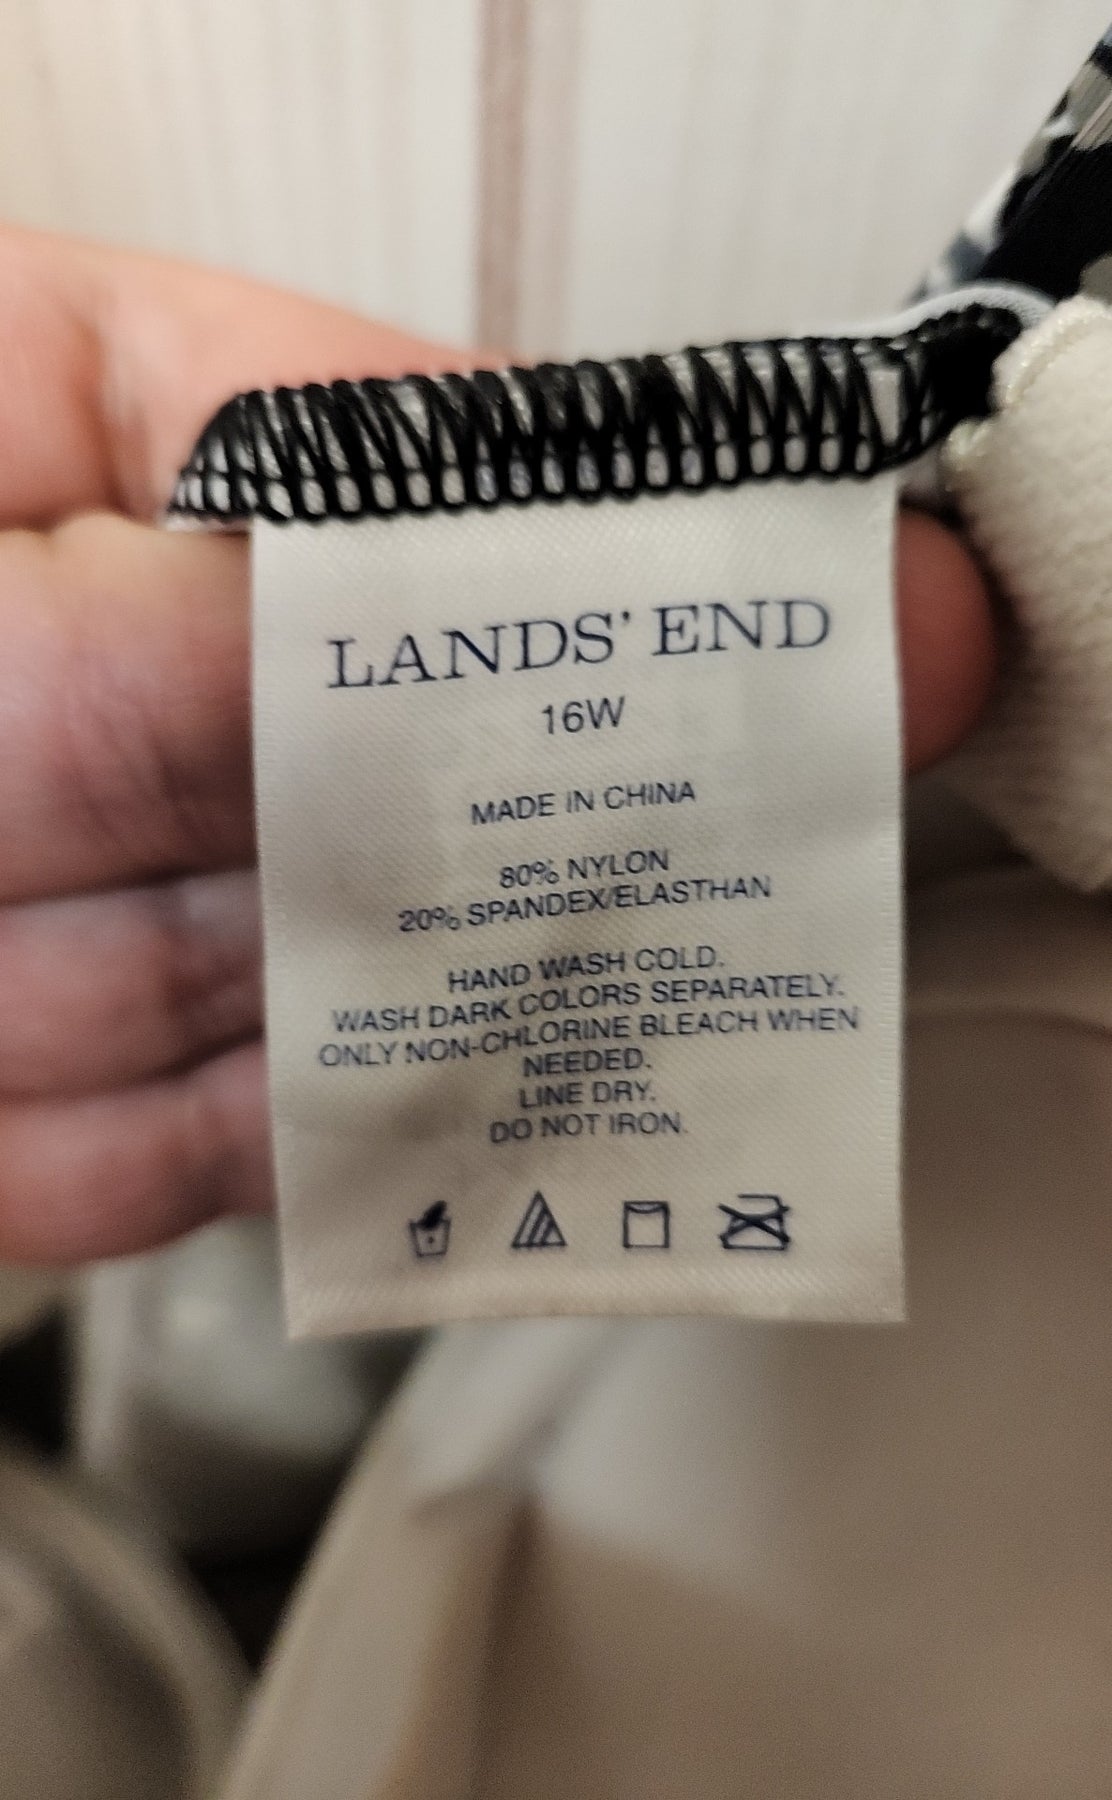 LANDS' END
16W
MADE IN CHINA
80% NYLON
20% SPANDEX/ELASTHAN
HAND WASH COLD.
WASH DARK COLORS SEPARATELY.
ONLY NON-CHLORINE BLEACH WHEN
NEEDED.
LINE DRY.
DO NOT IRON.